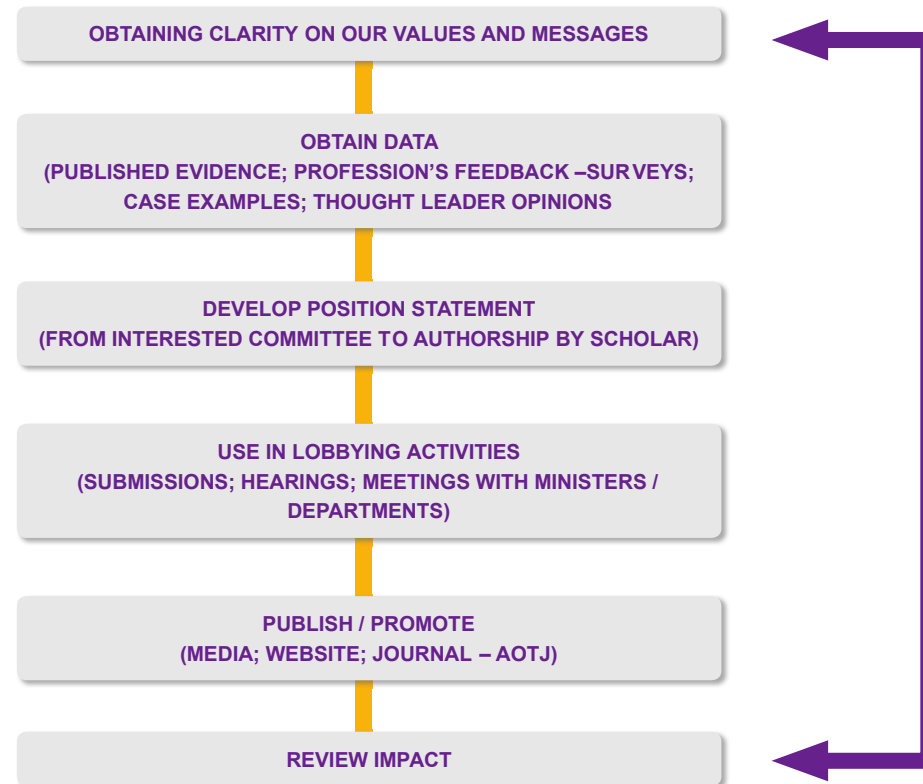 OBTAINING CLARITY ON OUR VALUES AND MESSAGES
OBTAIN DATA
(PUBLISHED EVIDENCE; PROFESSION'S FEEDBACK –SURVEYS;
CASE EXAMPLES; THOUGHT LEADER OPINIONS
DEVELOP POSITION STATEMENT
(FROM INTERESTED COMMITTEE TO AUTHORSHIP BY SCHOLAR)
USE IN LOBBYING ACTIVITIES
(SUBMISSIONS; HEARINGS; MEETINGS WITH MINISTERS /
DEPARTMENTS)
PUBLISH / PROMOTE
(MEDIA; WEBSITE; JOURNAL – AOTJ)
REVIEW IMPACT